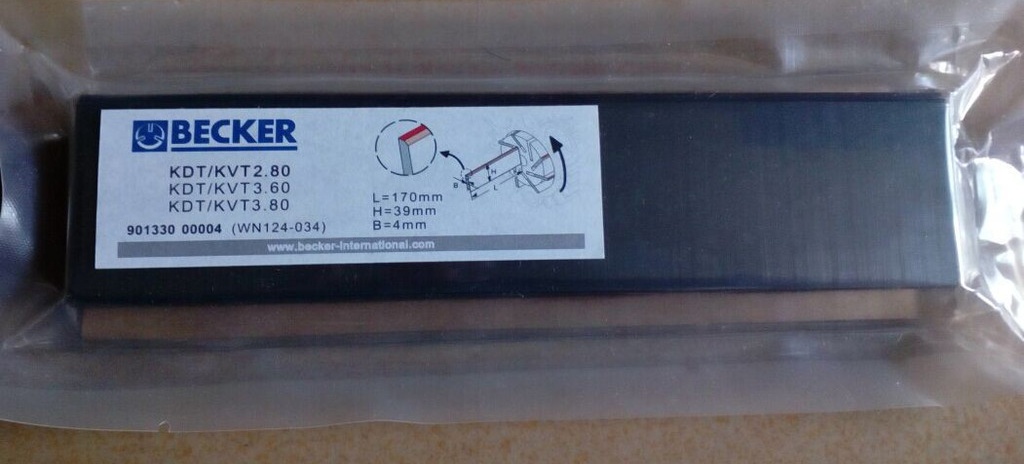 BECKER
KDT/KVT2.80
KDT/KVT3.60
KDT/KVT3.80
901330 00004 (WN124-034)
H
B
L
L=170mm
H=39mm
B=4mm
www.becker-international.com